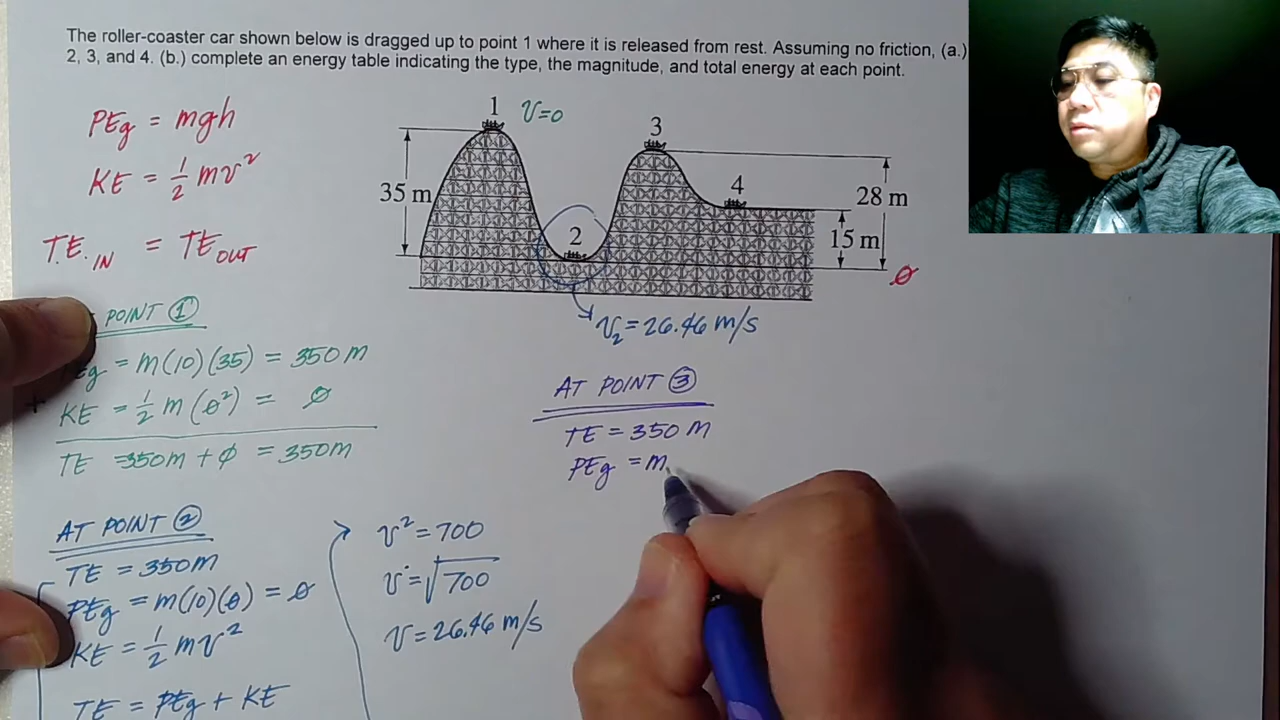 The roller-coaster car shown below is dragged up to point 1 where it is released from rest. Assuming no friction, (a.)
2, 3, and 4. (b.) complete an energy table indicating the type, the magnitude, and total energy at each point.
PEg = mgh
KE = 1/2 mv²
T.E. IN = TE OUT
1
V=0
3
4
2
35 m
28 m
15 m
∅
V₂ = 26.46 m/s
POINT ①
PEg = m(10)(35) = 350 m
+ KE = 1/2 m(0²) = ∅
TE = 350m + ∅ = 350m
AT POINT ②
TE = 350m
PEg = m(10)(0) = ∅
KE = 1/2 mv²
TE = PEg + KE
v² = 700
v = √700
v = 26.46 m/s
AT POINT ③
TE = 350 m
PEg = m